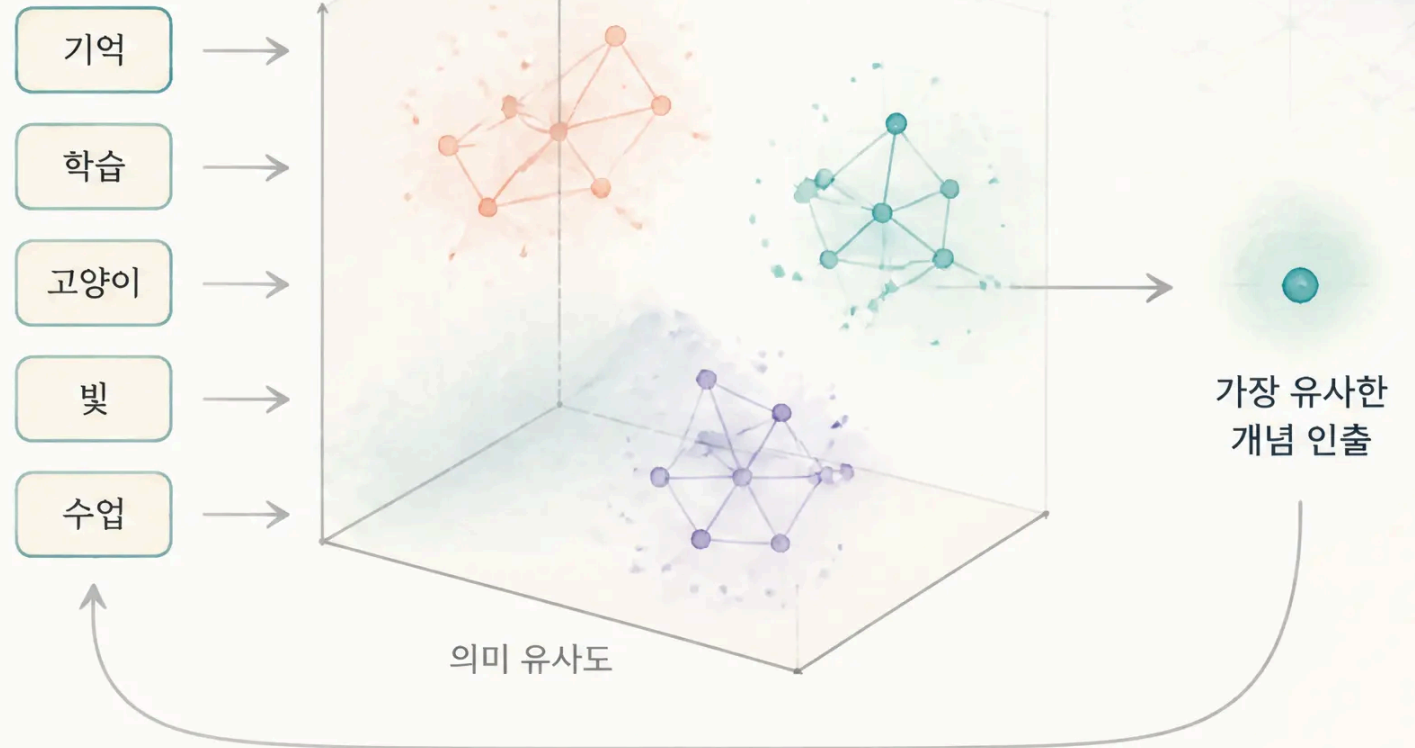 기억
학습
고양이
빛
수업
의미 유사도
가장 유사한
개념 인출